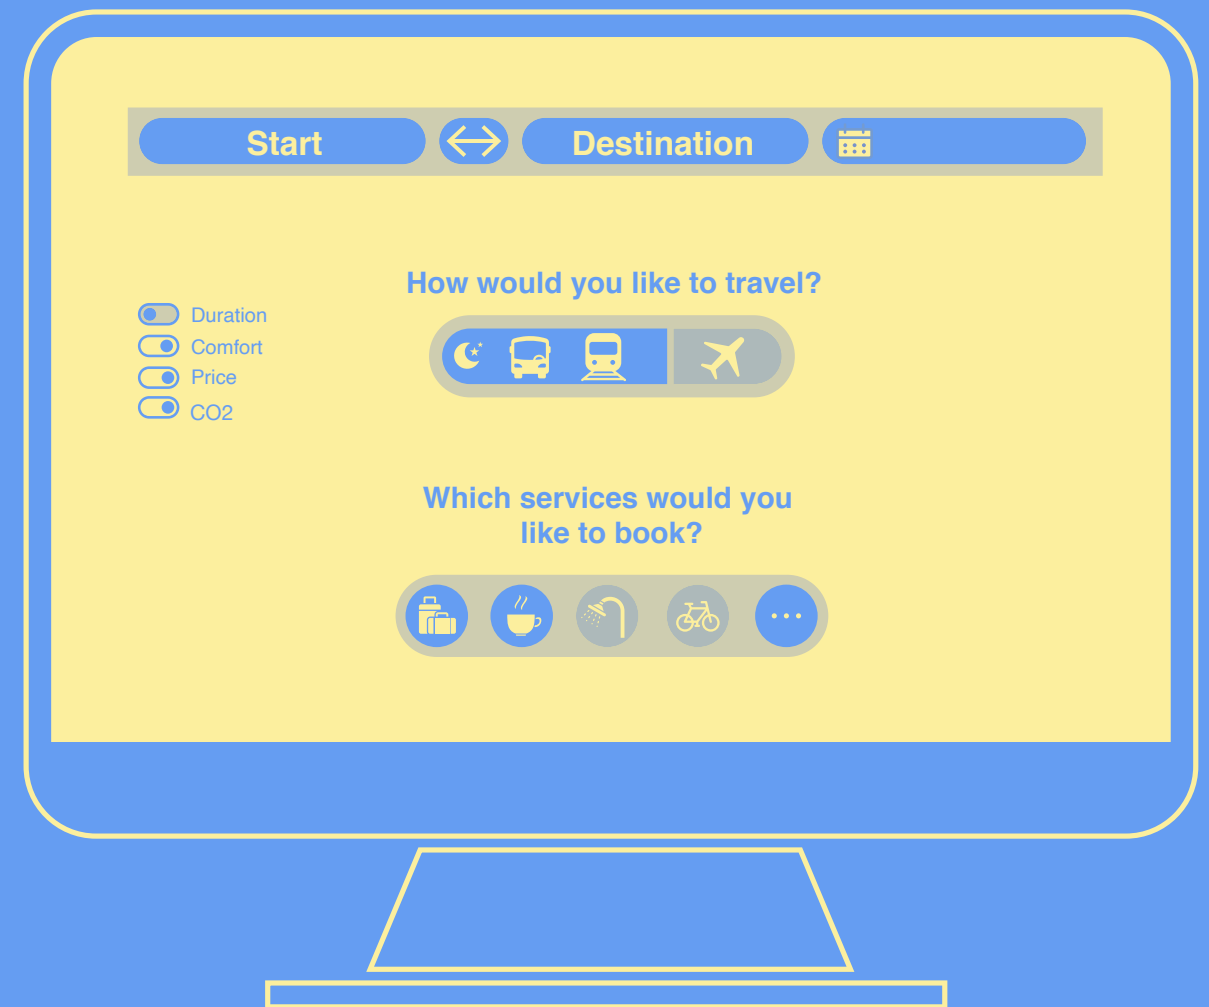 Start
Destination
How would you like to travel?
Duration
Comfort
Price
CO2
Which services would you
like to book?